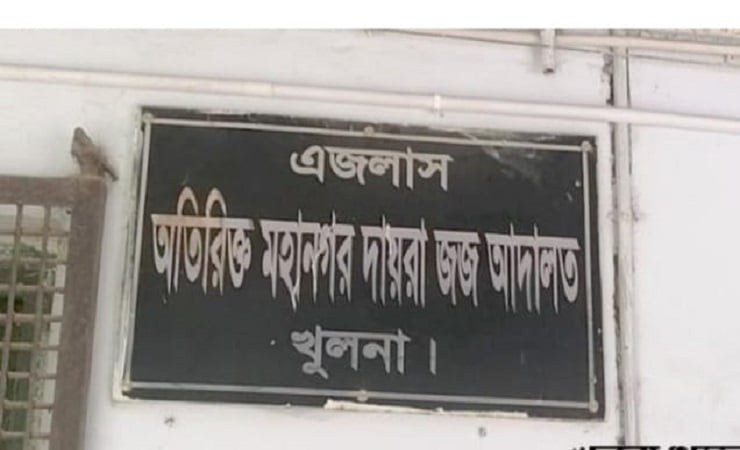 এজলাস
অতিরিক্ত মহানগর দায়রা জজ আদালত
খুলনা।